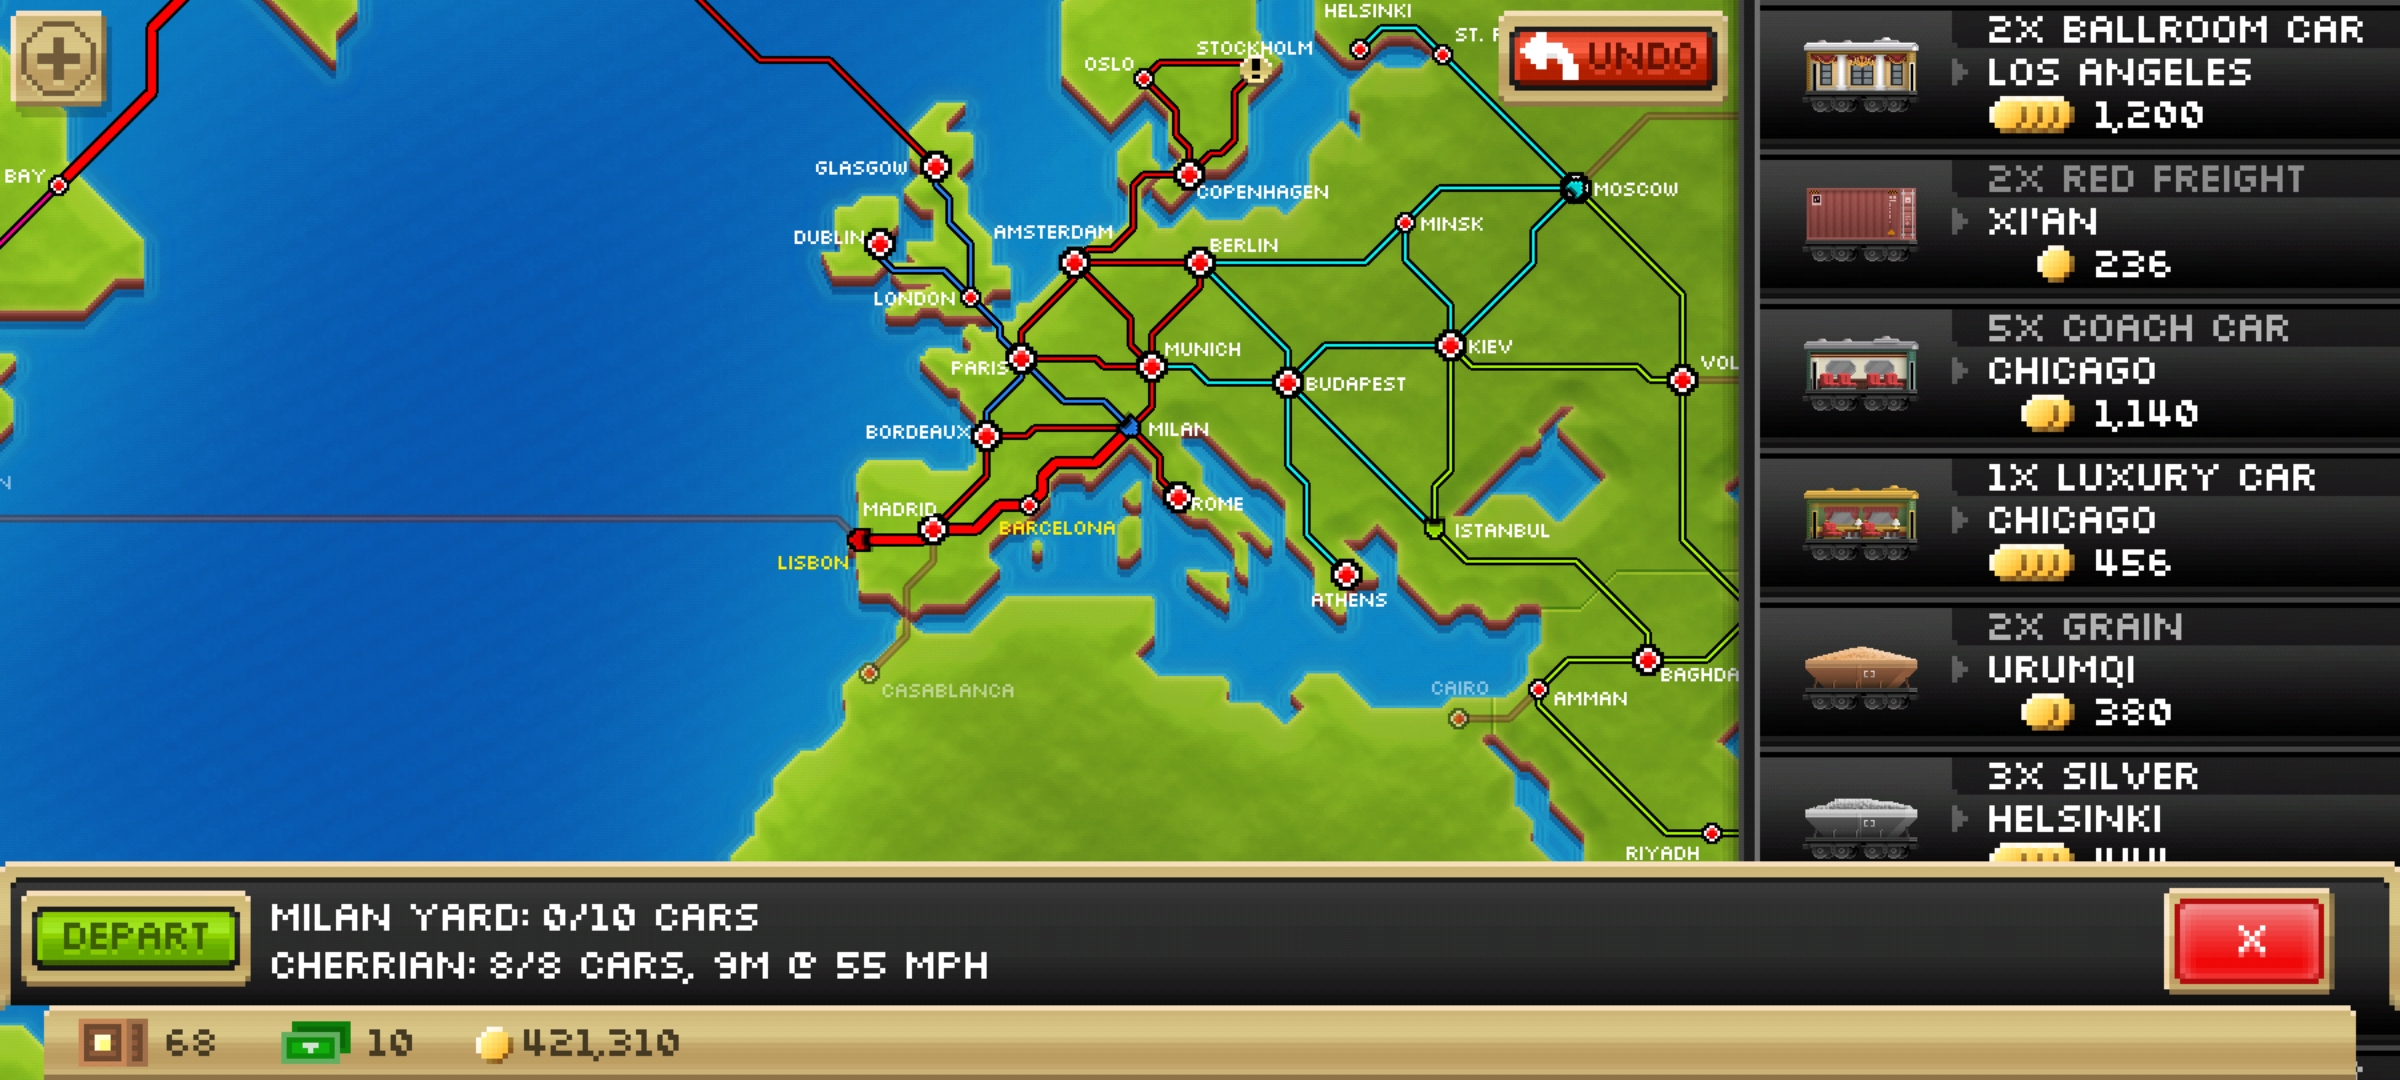 HELSINKI
ST.
UNDO
STOCKHOLM
OSLO
GLASGOW
BAY
COPENHAGEN
MOSCOW
MINSK
DUBLIN
AMSTERDAM
BERLIN
LONDON
PARIS
MUNICH
KIEV
VOL
BUDAPEST
BORDEAUX
MILAN
MADRID
BARCELONA
ROME
ISTANBUL
LISBON
ATHENS
CASABLANCA
CAIRO
AMMAN
BAGHDA
RIYADH
N
2X BALLROOM CAR
LOS ANGELES
1,200
2X RED FREIGHT
XI'AN
236
5X COACH CAR
CHICAGO
1,140
1X LUXURY CAR
CHICAGO
456
2X GRAIN
URUMQI
380
3X SILVER
HELSINKI
DEPART
MILAN YARD: 0/10 CARS
CHERRIAN: 8/8 CARS, 9M @ 55 MPH
X
68
10
421,310